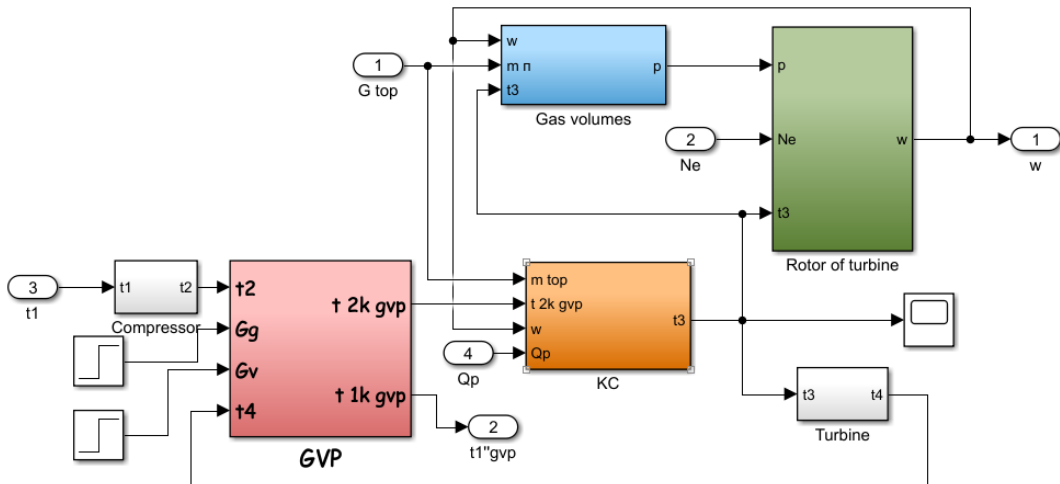 w
m п
t3
p
Gas volumes
1
G top
2
Ne
p
Ne
t3
w
Rotor of turbine
1
w
3
t1
t1
t2
Compressor
t2
Gg
Gv
t4
t 2k gvp
t 1k gvp
GVP
m top
t 2k gvp
w
Qp
t3
KC
4
Qp
2
t1''gvp
t3
t4
Turbine